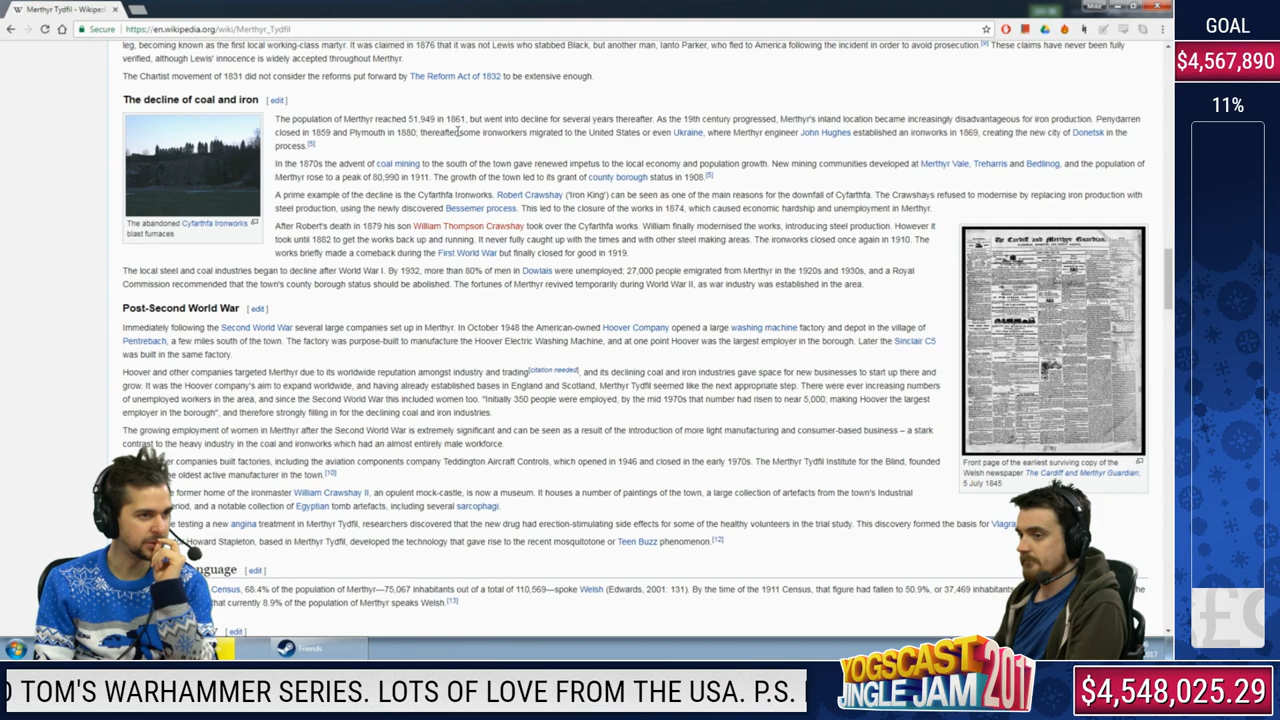 Merthyr Tydfil - Wikiped
Mike
Secure
https://en.wikipedia.org/wiki/Merthyr_Tydfil
leg, becoming known as the first local working-class martyr. It was claimed in 1876 that it was not Lewis who stabbed Black, but another man, Ianto Parker, who fled to America following the incident in order to avoid prosecution.[9] These claims have never been fully
verified, although Lewis' innocence is widely accepted throughout Merthyr.
The Chartist movement of 1831 did not consider the reforms put forward by The Reform Act of 1832 to be extensive enough.
The decline of coal and iron [edit]
The population of Merthyr reached 51,949 in 1861, but went into decline for several years thereafter. As the 19th century progressed, Merthyr's inland location became increasingly disadvantageous for iron production. Penydarren
closed in 1859 and Plymouth in 1880; thereafter some ironworkers migrated to the United States or even Ukraine, where Merthyr engineer John Hughes established an ironworks in 1869, creating the new city of Donetsk in the
process.[5]
In the 1870s the advent of coal mining to the south of the town gave renewed impetus to the local economy and population growth. New mining communities developed at Merthyr Vale, Treharris and Bedlinog, and the population of
Merthyr rose to a peak of 80,990 in 1911. The growth of the town led to its grant of county borough status in 1908.[5]
A prime example of the decline is the Cyfarthfa Ironworks. Robert Crawshay ('Iron King') can be seen as one of the main reasons for the downfall of Cyfarthfa. The Crawshays refused to modernise by replacing iron production with
steel production, using the newly discovered Bessemer process. This led to the closure of the works in 1874, which caused economic hardship and unemployment in Merthyr.
The abandoned Cyfarthfa Ironworks
blast furnaces
After Robert's death in 1879 his son William Thompson Crawshay took over the Cyfarthfa works. William finally modernised the works, introducing steel production. However it
took until 1882 to get the works back up and running. It never fully caught up with the times and with other steel making areas. The ironworks closed once again in 1910. The
works briefly made a comeback during the First World War but finally closed for good in 1919.
The local steel and coal industries began to decline after World War I. By 1932, more than 80% of men in Dowlais were unemployed; 27,000 people emigrated from Merthyr in the 1920s and 1930s, and a Royal
Commission recommended that the town's county borough status should be abolished. The fortunes of Merthyr revived temporarily during World War II, as war industry was established in the area.
The Cardiff and Merthyr Guardian,
Post-Second World War [edit]
Immediately following the Second World War several large companies set up in Merthyr. In October 1948 the American-owned Hoover Company opened a large washing machine factory and depot in the village of
Pentrebach, a few miles south of the town. The factory was purpose-built to manufacture the Hoover Electric Washing Machine, and at one point Hoover was the largest employer in the borough. Later the Sinclair C5
was built in the same factory.
Hoover and other companies targeted Merthyr due to its worldwide reputation amongst industry and trading[citation needed], and its declining coal and iron industries gave space for new businesses to start up there and
grow. It was the Hoover company's aim to expand worldwide, and having already established bases in England and Scotland, Merthyr Tydfil seemed like the next appropriate step. There were ever increasing numbers
of unemployed workers in the area, and since the Second World War this included women too. "Initially 350 people were employed, by the mid 1970s that number had risen to near 5,000; making Hoover the largest
employer in the borough", and therefore strongly filling in for the declining coal and iron industries.
The growing employment of women in Merthyr after the Second World War is extremely significant and can be seen as a result of the introduction of more light manufacturing and consumer-based business – a stark
contrast to the heavy industry in the coal and ironworks which had an almost entirely male workforce.
er companies built factories, including the aviation components company Teddington Aircraft Controls, which opened in 1946 and closed in the early 1970s. The Merthyr Tydfil Institute for the Blind, founded
e oldest active manufacturer in the town.[10]
Front page of the earliest surviving copy of the
Welsh newspaper The Cardiff and Merthyr Guardian;
5 July 1845
e former home of the ironmaster William Crawshay II, an opulent mock-castle, is now a museum. It houses a number of paintings of the town, a large collection of artefacts from the town's Industrial
eriod, and a notable collection of Egyptian tomb artefacts, including several sarcophagi.
e testing a new angina treatment in Merthyr Tydfil, researchers discovered that the new drug had erection-stimulating side effects for some of the healthy volunteers in the trial study. This discovery formed the basis for Viagra
Howard Stapleton, based in Merthyr Tydfil, developed the technology that gave rise to the recent mosquitotone or Teen Buzz phenomenon.[12]
nguage [edit]
Census, 68.4% of the population of Merthyr—75,067 inhabitants out of a total of 110,569—spoke Welsh (Edwards, 2001: 131). By the time of the 1911 Census, that figure had fallen to 50.9%, or 37,469 inhabitants
the
that currently 8.9% of the population of Merthyr speaks Welsh.[13]
[edit]
Friends
2017
GOAL
$4,567,890
11%
£
D TOM'S WARHAMMER SERIES. LOTS OF LOVE FROM THE USA. P.S.
YOGSCAST
JINGLE JAM 2017
$4,548,025.29